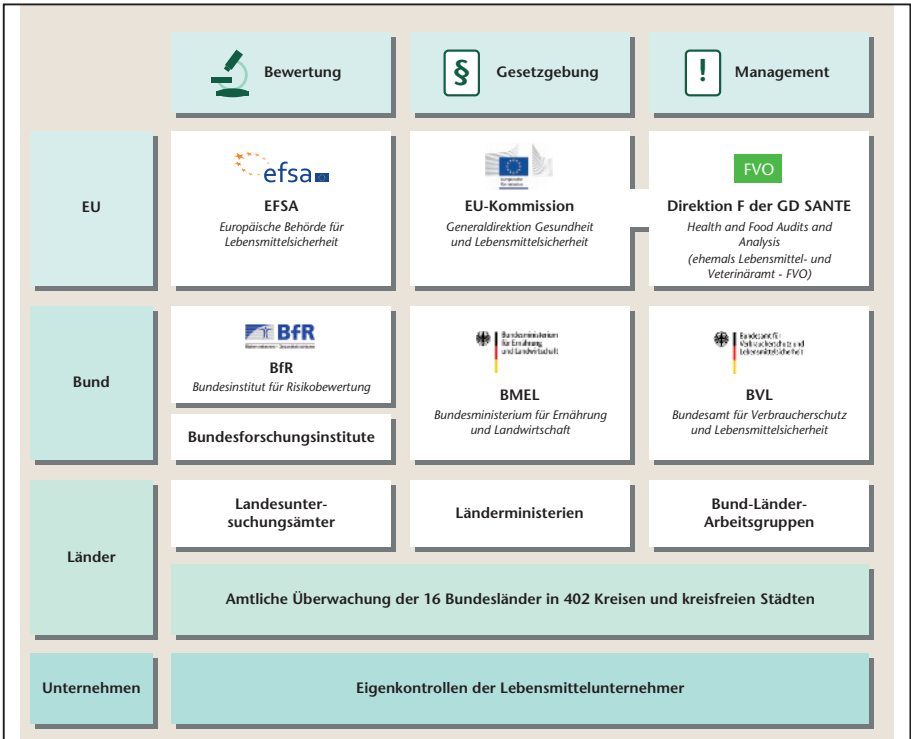 Bewertung
§ Gesetzgebung
! Management
EU
efsa
EFSA
Europäische Behörde für
Lebensmittelsicherheit
EU-Kommission
Generaldirektion Gesundheit
und Lebensmittelsicherheit
FVO
Direktion F der GD SANTE
Health and Food Audits and
Analysis
(ehemals Lebensmittel- und
Veterinäramt - FVO)
Bund
BfR
BfR
Bundesinstitut für Risikobewertung
Bundesforschungsinstitute
Bundesministerium
für Ernährung
und Landwirtschaft
BMEL
Bundesministerium für Ernährung
und Landwirtschaft
Bundesamt für
Verbraucherschutz und
Lebensmittelsicherheit
BVL
Bundesamt für Verbraucherschutz
und Lebensmittelsicherheit
Länder
Landesunter-
suchungsämter
Länderministerien
Bund-Länder-
Arbeitsgruppen
Amtliche Überwachung der 16 Bundesländer in 402 Kreisen und kreisfreien Städten
Unternehmen
Eigenkontrollen der Lebensmittelunternehmer